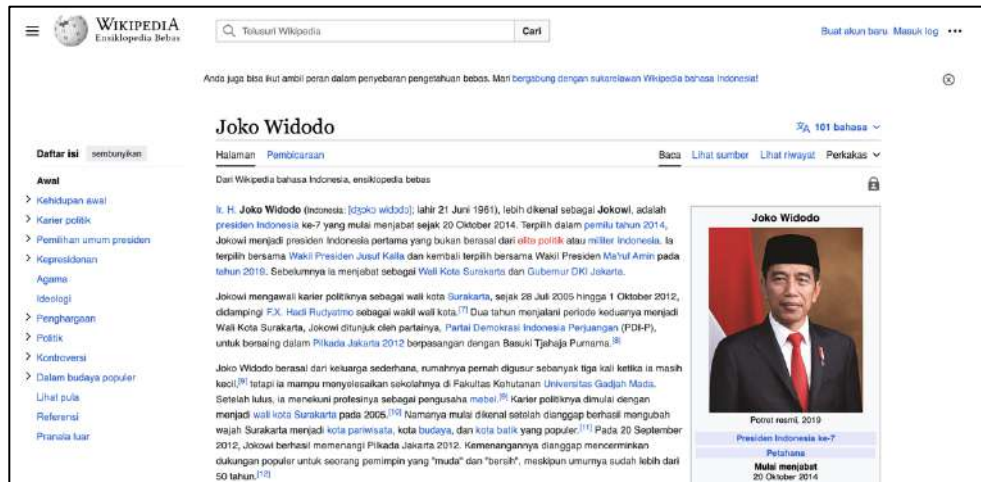 WIKIPEDIA
Ensiklopedia Bebas
Telusuri Wikipedia
Cari
Buat akun baru Masuk log
Anda juga bisa ikut ambil peran dalam penyebaran pengetahuan bebas. Mari bergabung dengan sukarelawan Wikipedia bahasa Indonesia!
Joko Widodo
101 bahasa
Daftar isi sembunyikan
Halaman Pembicaraan
Baca Lihat sumber Lihat riwayat Perkakas
Awal
Kehidupan awal
Karier politik
Pemilihan umum presiden
Kepresidenan
Agama
Ideologi
Penghargaan
Politik
Kontroversi
Dalam budaya populer
Lihat pula
Referensi
Pranala luar
Dari Wikipedia bahasa Indonesia, ensiklopedia bebas
Ir. H. Joko Widodo (Indonesia: [dʒoko widodo]; lahir 21 Juni 1961), lebih dikenal sebagai Jokowi, adalah
presiden Indonesia ke-7 yang mulai menjabat sejak 20 Oktober 2014. Terpilih dalam pemilu tahun 2014,
Jokowi menjadi presiden Indonesia pertama yang bukan berasal dari elite politik atau militer Indonesia. Ia
terpilih bersama Wakil Presiden Jusuf Kalla dan kembali terpilih bersama Wakil Presiden Ma'ruf Amin pada
tahun 2019. Sebelumnya ia menjabat sebagai Wali Kota Surakarta dan Gubernur DKI Jakarta.
Jokowi mengawali karier politiknya sebagai wali kota Surakarta, sejak 28 Juli 2005 hingga 1 Oktober 2012,
didampingi F.X. Hadi Rudyatmo sebagai wakil wali kota.[7] Dua tahun menjalani periode keduanya menjadi
Wali Kota Surakarta, Jokowi ditunjuk oleh partainya, Partai Demokrasi Indonesia Perjuangan (PDI-P),
untuk bersaing dalam Pilkada Jakarta 2012 berpasangan dengan Basuki Tjahaja Purnama.[8]
Joko Widodo berasal dari keluarga sederhana, rumahnya pernah digusur sebanyak tiga kali ketika ia masih
kecil,[9] tetapi ia mampu menyelesaikan sekolahnya di Fakultas Kehutanan Universitas Gadjah Mada.
Setelah lulus, ia menekuni profesinya sebagai pengusaha mebel.[9] Karier politiknya dimulai dengan
menjadi wali kota Surakarta pada 2005.[10] Namanya mulai dikenal setelah dianggap berhasil mengubah
wajah Surakarta menjadi kota pariwisata, kota budaya, dan kota batik yang populer.[11] Pada 20 September
2012, Jokowi berhasil memenangi Pilkada Jakarta 2012. Kemenangannya dianggap mencerminkan
dukungan populer untuk seorang pemimpin yang "muda" dan "bersih", meskipun umurnya sudah lebih dari
50 tahun.[12]
Joko Widodo
Potret resmi, 2019
Presiden Indonesia ke-7
Petahana
Mulai menjabat
20 Oktober 2014